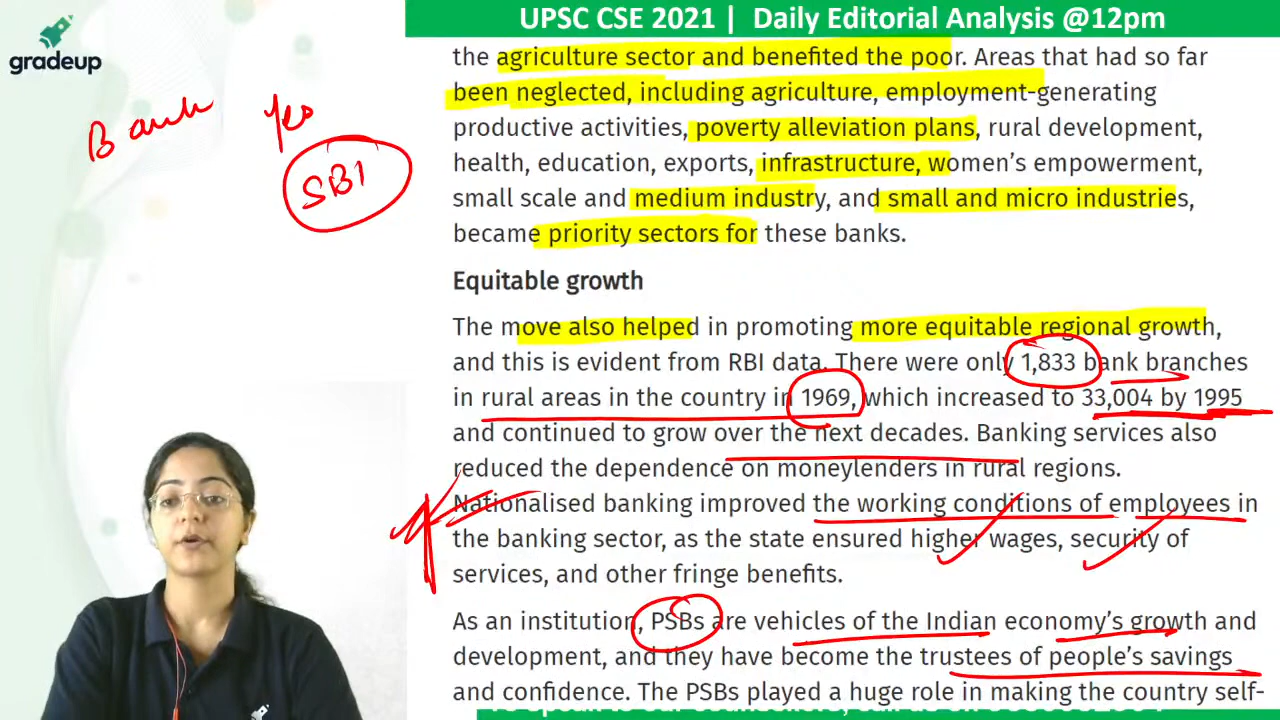 UPSC CSE 2021 | Daily Editorial Analysis @12pm
gradeup
Bank Yes
SBI
the agriculture sector and benefited the poor. Areas that had so far
been neglected, including agriculture, employment-generating
productive activities, poverty alleviation plans, rural development,
health, education, exports, infrastructure, women's empowerment,
small scale and medium industry, and small and micro industries,
became priority sectors for these banks.
Equitable growth
The move also helped in promoting more equitable regional growth,
and this is evident from RBI data. There were only 1,833 bank branches
in rural areas in the country in 1969, which increased to 33,004 by 1995
and continued to grow over the next decades. Banking services also
reduced the dependence on moneylenders in rural regions.
Nationalised banking improved the working conditions of employees in
the banking sector, as the state ensured higher wages, security of
services, and other fringe benefits.
As an institution, PSBs are vehicles of the Indian economy's growth and
development, and they have become the trustees of people's savings
and confidence. The PSBs played a huge role in making the country self-